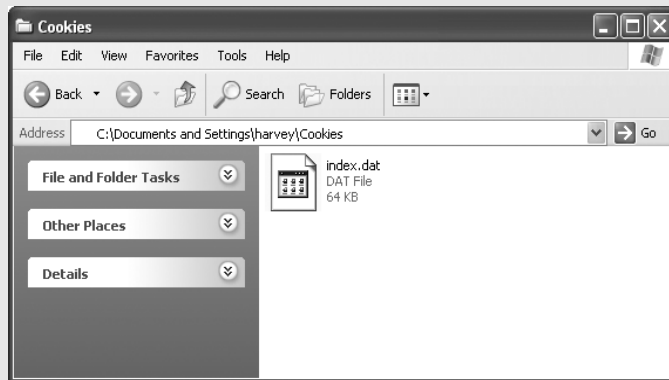 Cookies
File Edit View Favorites Tools Help
Back Search Folders
Address C:\Documents and Settings\harvey\Cookies Go
File and Folder Tasks
Other Places
Details
index.dat
DAT File
64 KB